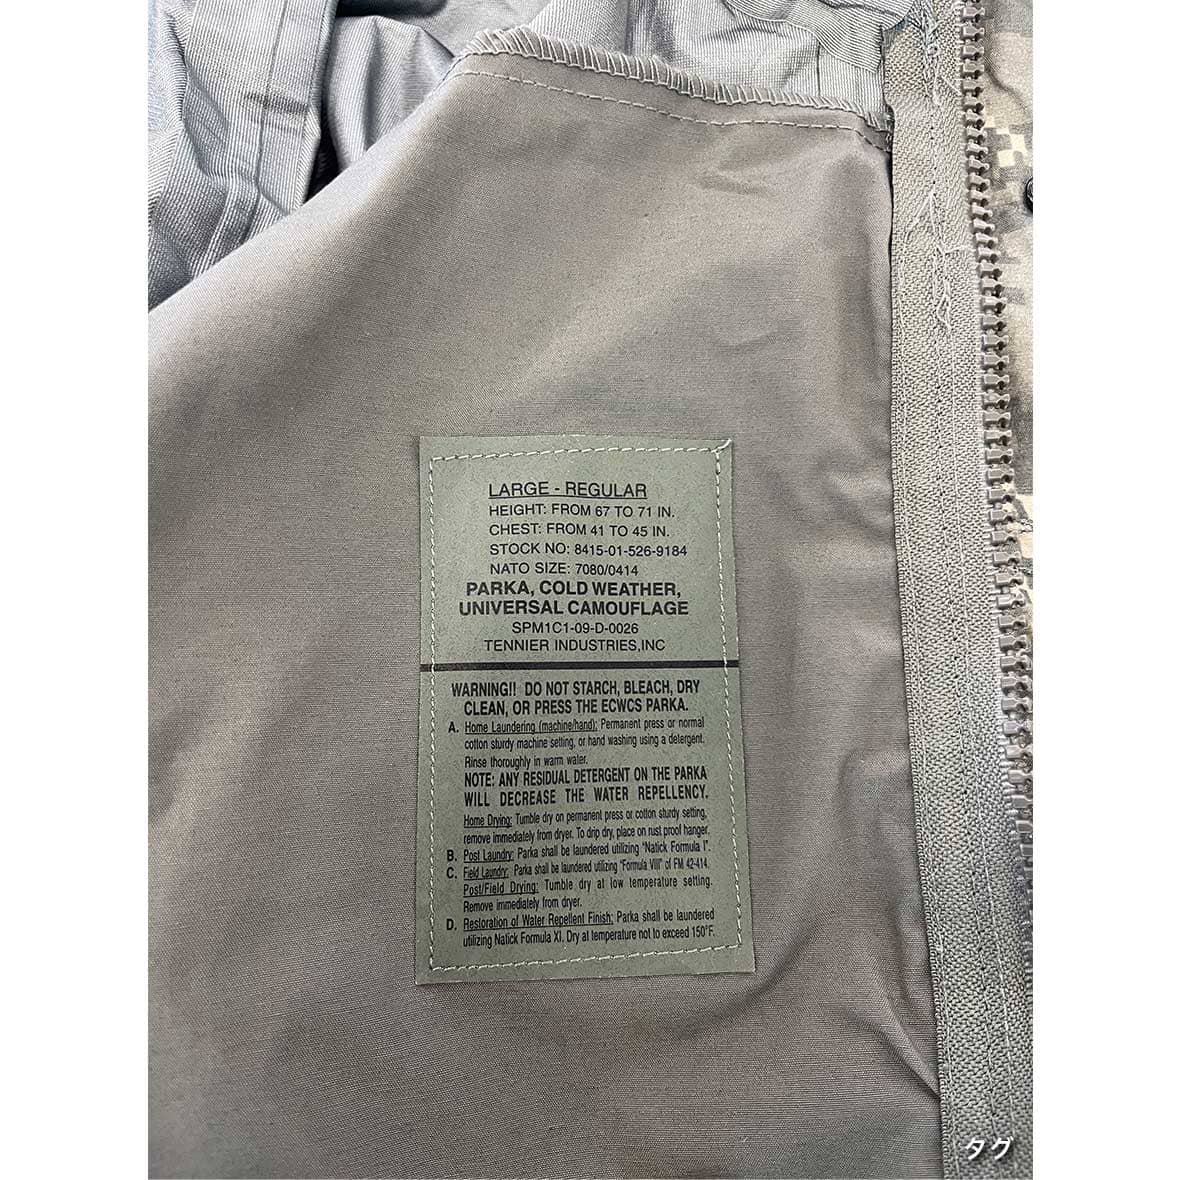 LARGE - REGULAR
HEIGHT: FROM 67 TO 71 IN.
CHEST: FROM 41 TO 45 IN.
STOCK NO: 8415-01-526-9184
NATO SIZE: 7080/0414
PARKA, COLD WEATHER,
UNIVERSAL CAMOUFLAGE
SPM1C1-09-D-0026
TENNIER INDUSTRIES,INC
WARNING!! DO NOT STARCH, BLEACH, DRY
CLEAN, OR PRESS THE ECWCS PARKA.
A. Home Laundering (machine/hand): Permanent press or normal
cotton sturdy machine setting, or hand washing using a detergent.
Rinse thoroughly in warm water.
NOTE: ANY RESIDUAL DETERGENT ON THE PARKA
WILL DECREASE THE WATER REPELLENCY.
Home Drying: Tumble dry on permanent press or cotton sturdy setting,
remove immediately from dryer. To drip dry, place on rust proof hanger.
B. Post Laundry: Parka shall be laundered utilizing "Natick Formula I".
C. Field Laundry: Parka shall be laundered utilizing "Formula VIII" of FM 42-414.
Post/Field Drying: Tumble dry at low temperature setting.
Remove immediately from dryer.
D. Restoration of Water Repellent Finish: Parka shall be laundered
utilizing Natick Formula XI. Dry at temperature not to exceed 150°F.
タグ